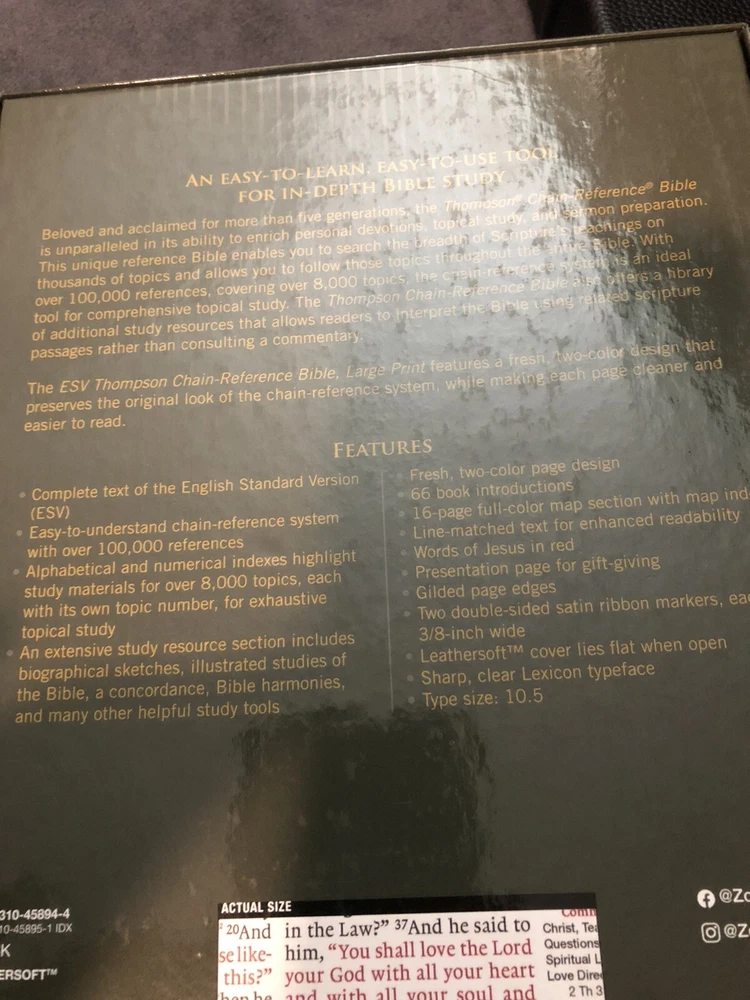 AN EASY-TO-LEARN, EASY-TO-USE TOOL
FOR IN-DEPTH BIBLE STUDY
Beloved and acclaimed for more than five generations, the Thompson® Chain-Reference® Bible
is unparalleled in its ability to enrich personal devotions, topical study, and sermon preparation.
This unique reference Bible enables you to search the breadth of Scripture's teachings on
thousands of topics and allows you to follow those topics throughout the entire Bible. With
over 100,000 references, covering over 8,000 topics, the chain-reference system is an ideal
tool for comprehensive topical study. The Thompson Chain-Reference Bible also offers a library
of additional study resources that allows readers to interpret the Bible using related scripture
passages rather than consulting a commentary.
The ESV Thompson Chain-Reference Bible, Large Print features a fresh, two-color design that
preserves the original look of the chain-reference system, while making each page cleaner and
easier to read.
FEATURES
• Complete text of the English Standard Version
(ESV)
• Easy-to-understand chain-reference system
with over 100,000 references
• Alphabetical and numerical indexes highlight
study materials for over 8,000 topics, each
with its own topic number, for exhaustive
topical study
• An extensive study resource section includes
biographical sketches, illustrated studies of
the Bible, a concordance, Bible harmonies,
and many other helpful study tools
• Fresh, two-color page design
• 66 book introductions
• 16-page full-color map section with map ind
• Line-matched text for enhanced readability
• Words of Jesus in red
• Presentation page for gift-giving
• Gilded page edges
• Two double-sided satin ribbon markers, eac
3/8-inch wide
• Leathersoft™ cover lies flat when open
• Sharp, clear Lexicon typeface
• Type size: 10.5
310-45894-4
10-45895-1 IDX
K
ERSOFT™
ACTUAL SIZE
20And
se like-
this?"
in the Law?" 37And he said to
him, "You shall love the Lord
your God with all your heart
and with all your soul and
Comm
Christ, Tea
Questions
Spiritual L
Love Dire
2 Th 3
@Zo
@Z